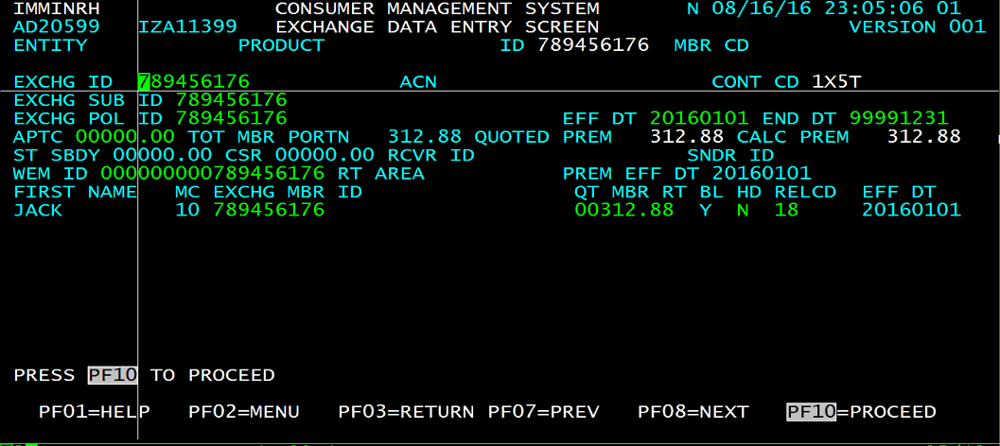 IMMINRH CONSUMER MANAGEMENT SYSTEM N 08/16/16 23:05:06 01
AD20599 IZA11399 EXCHANGE DATA ENTRY SCREEN VERSION 001
ENTITY PRODUCT ID 789456176 MBR CD
EXCHG ID 789456176 ACN CONT CD 1X5T
EXCHG SUB ID 789456176
EXCHG POL ID 789456176 EFF DT 20160101 END DT 99991231
APTC 00000.00 TOT MBR PORTN 312.88 QUOTED PREM 312.88 CALC PREM 312.88
ST SBDY 00000.00 CSR 00000.00 RCVR ID SNDR ID
WEM ID 000000000789456176 RT AREA PREM EFF DT 20160101
FIRST NAME MC EXCHG MBR ID QT MBR RT BL HD RELCD EFF DT
JACK 10 789456176 00312.88 Y N 18 20160101
PRESS PF10 TO PROCEED
PF01=HELP PF02=MENU PF03=RETURN PF07=PREV PF08=NEXT PF10=PROCEED